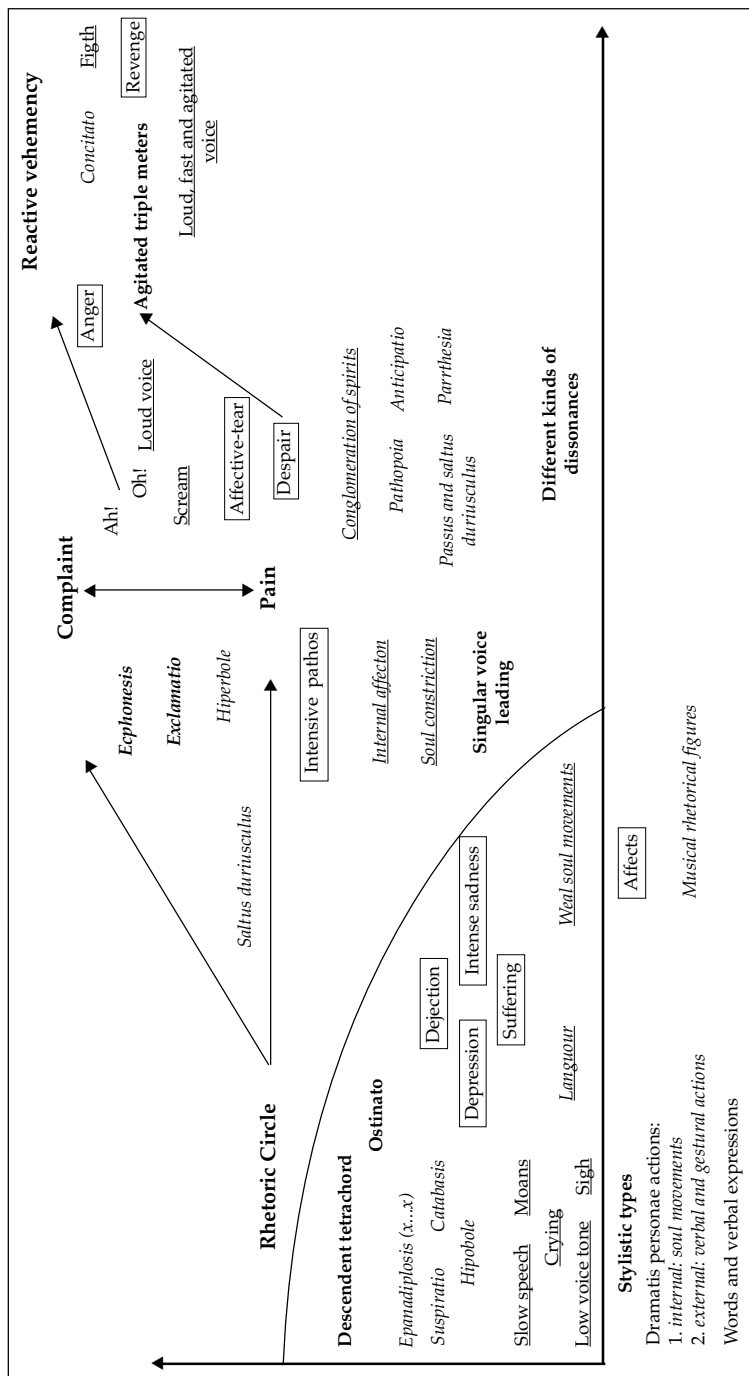 Reactive vehemency
Complaint
Ah!
Oh!
Loud voice
Scream
Anger
Concitato
Figth
Revenge
Agitated triple meters
Loud, fast and agitated
voice
Ecphonesis
Exclamatio
Hiperbole
Saltus duriusculus
Pain
Affective-tear
Despair
Rhetoric Circle
Intensive pathos
Internal affecton
Soul constriction
Singular voice
leading
Conglomeration of spirits
Pathopoia
Anticipatio
Passus and saltus
duriusculus
Parrthesia
Different kinds of
dissonances
Descendent tetrachord
Ostinato
Epanadiplosis (x...x)
Suspiratio
Catabasis
Hipobole
Dejection
Depression
Intense sadness
Suffering
Slow speech
Moans
Crying
Low voice tone
Sigh
Languour
Weal soul movements
Stylistic types
Affects
Dramatis personae actions:
1. internal: soul movements
2. external: verbal and gestural actions
Musical rhetorical figures
Words and verbal expressions